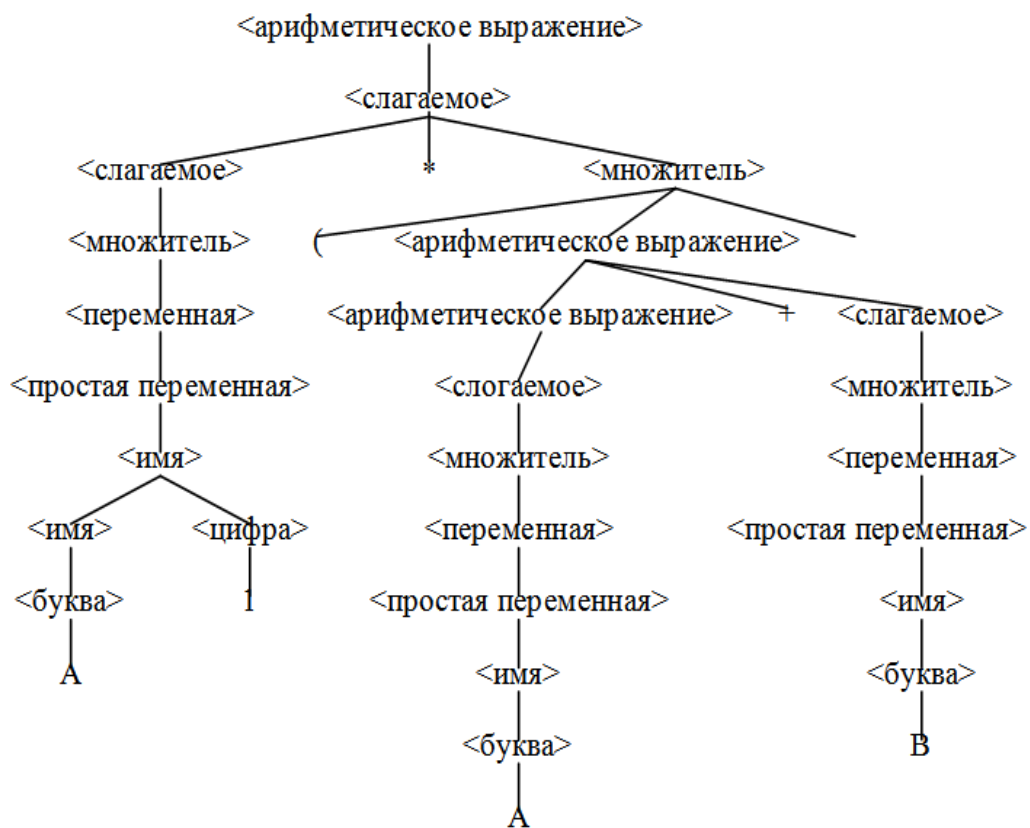 <арифметическое выражение>
<слагаемое>
<слагаемое> * <множитель>
<множитель> ( <арифметическое выражение>
<переменная> <арифметическое выражение> + <слагаемое>
<простая переменная> <слогаемое> <множитель>
<имя> <множитель> <переменная>
<имя> <цифра> <переменная> <простая переменная>
<буква> 1 <простая переменная> <имя>
А <имя> <буква>
<буква> В
А